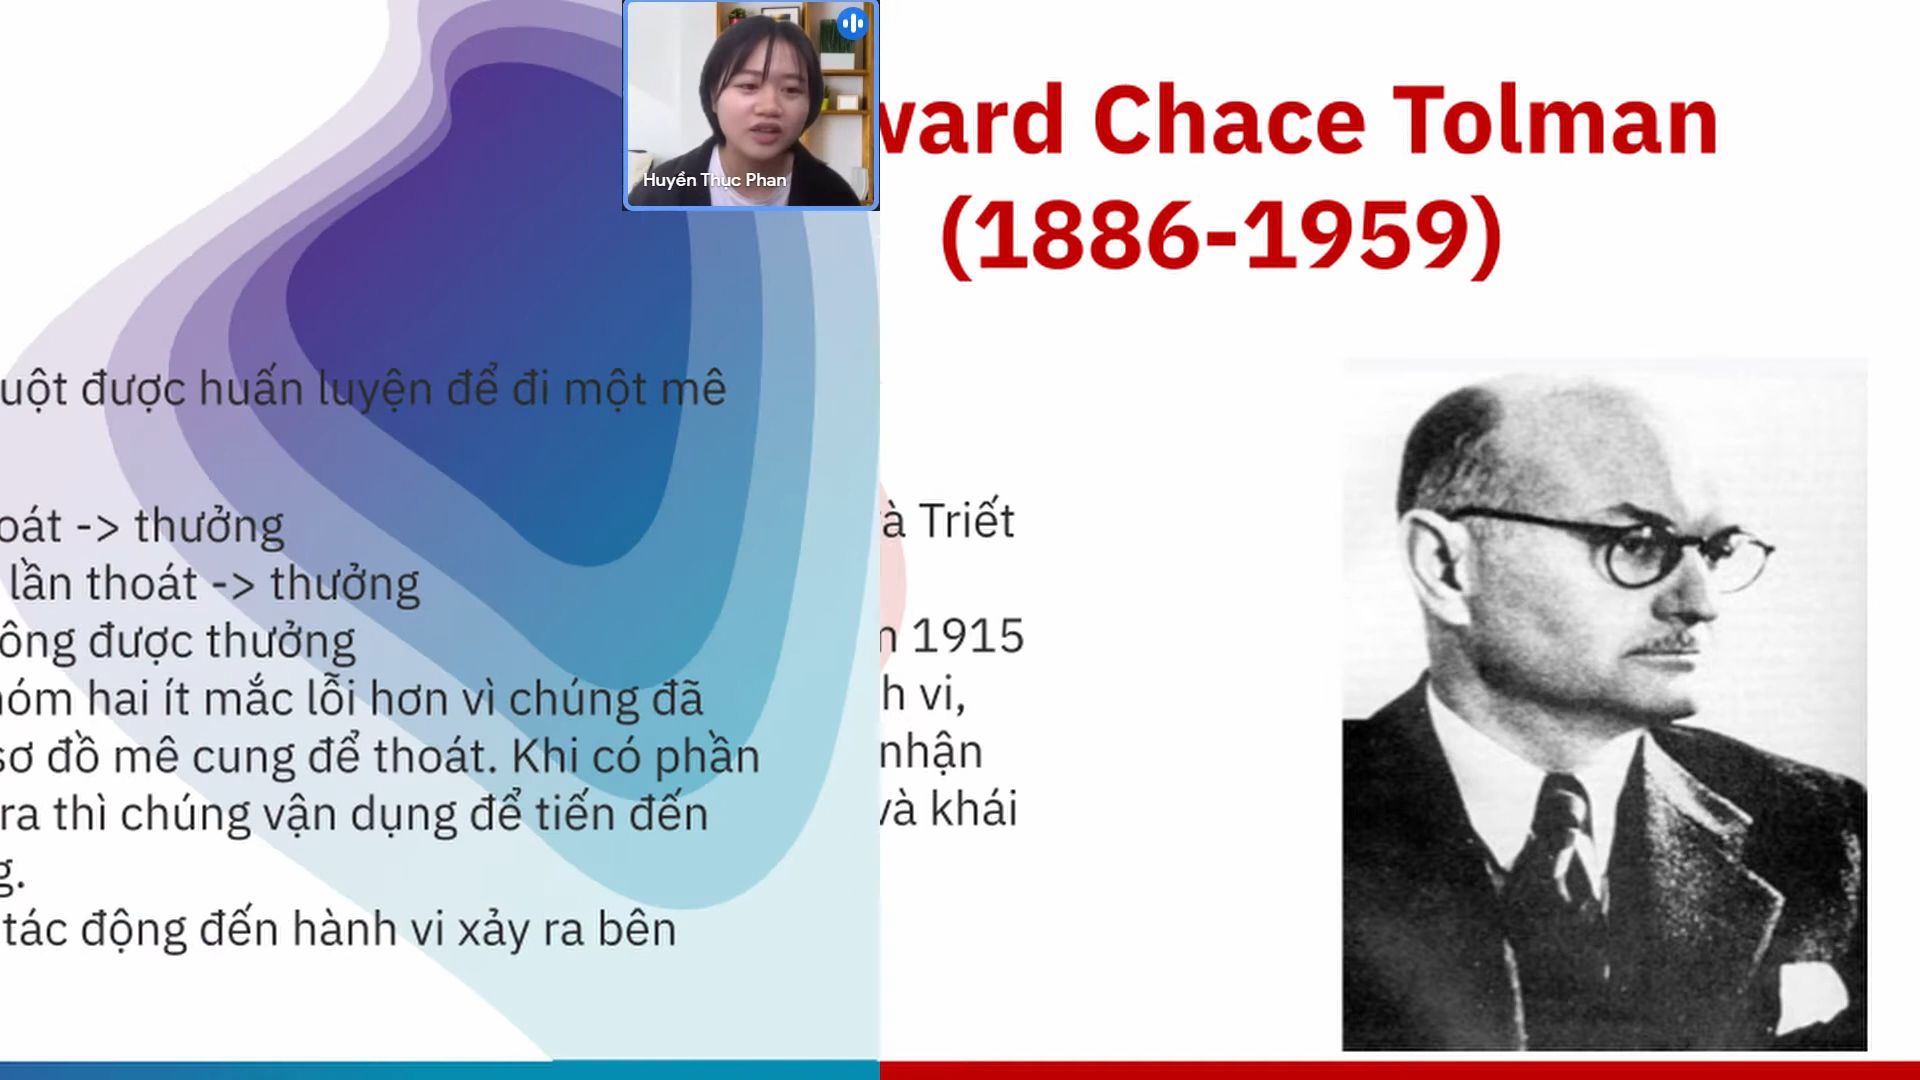 Huyền Thục Phan
ward Chace Tolman
(1886-1959)
uột được huấn luyện để đi một mê
oát -> thưởng
lần thoát -> thưởng
ông được thưởng
hóm hai ít mắc lỗi hơn vì chúng đã
sơ đồ mê cung để thoát. Khi có phần
ra thì chúng vận dụng để tiến đến
g.
tác động đến hành vi xảy ra bên
à Triết
n 1915
h vi,
nhận
và khái